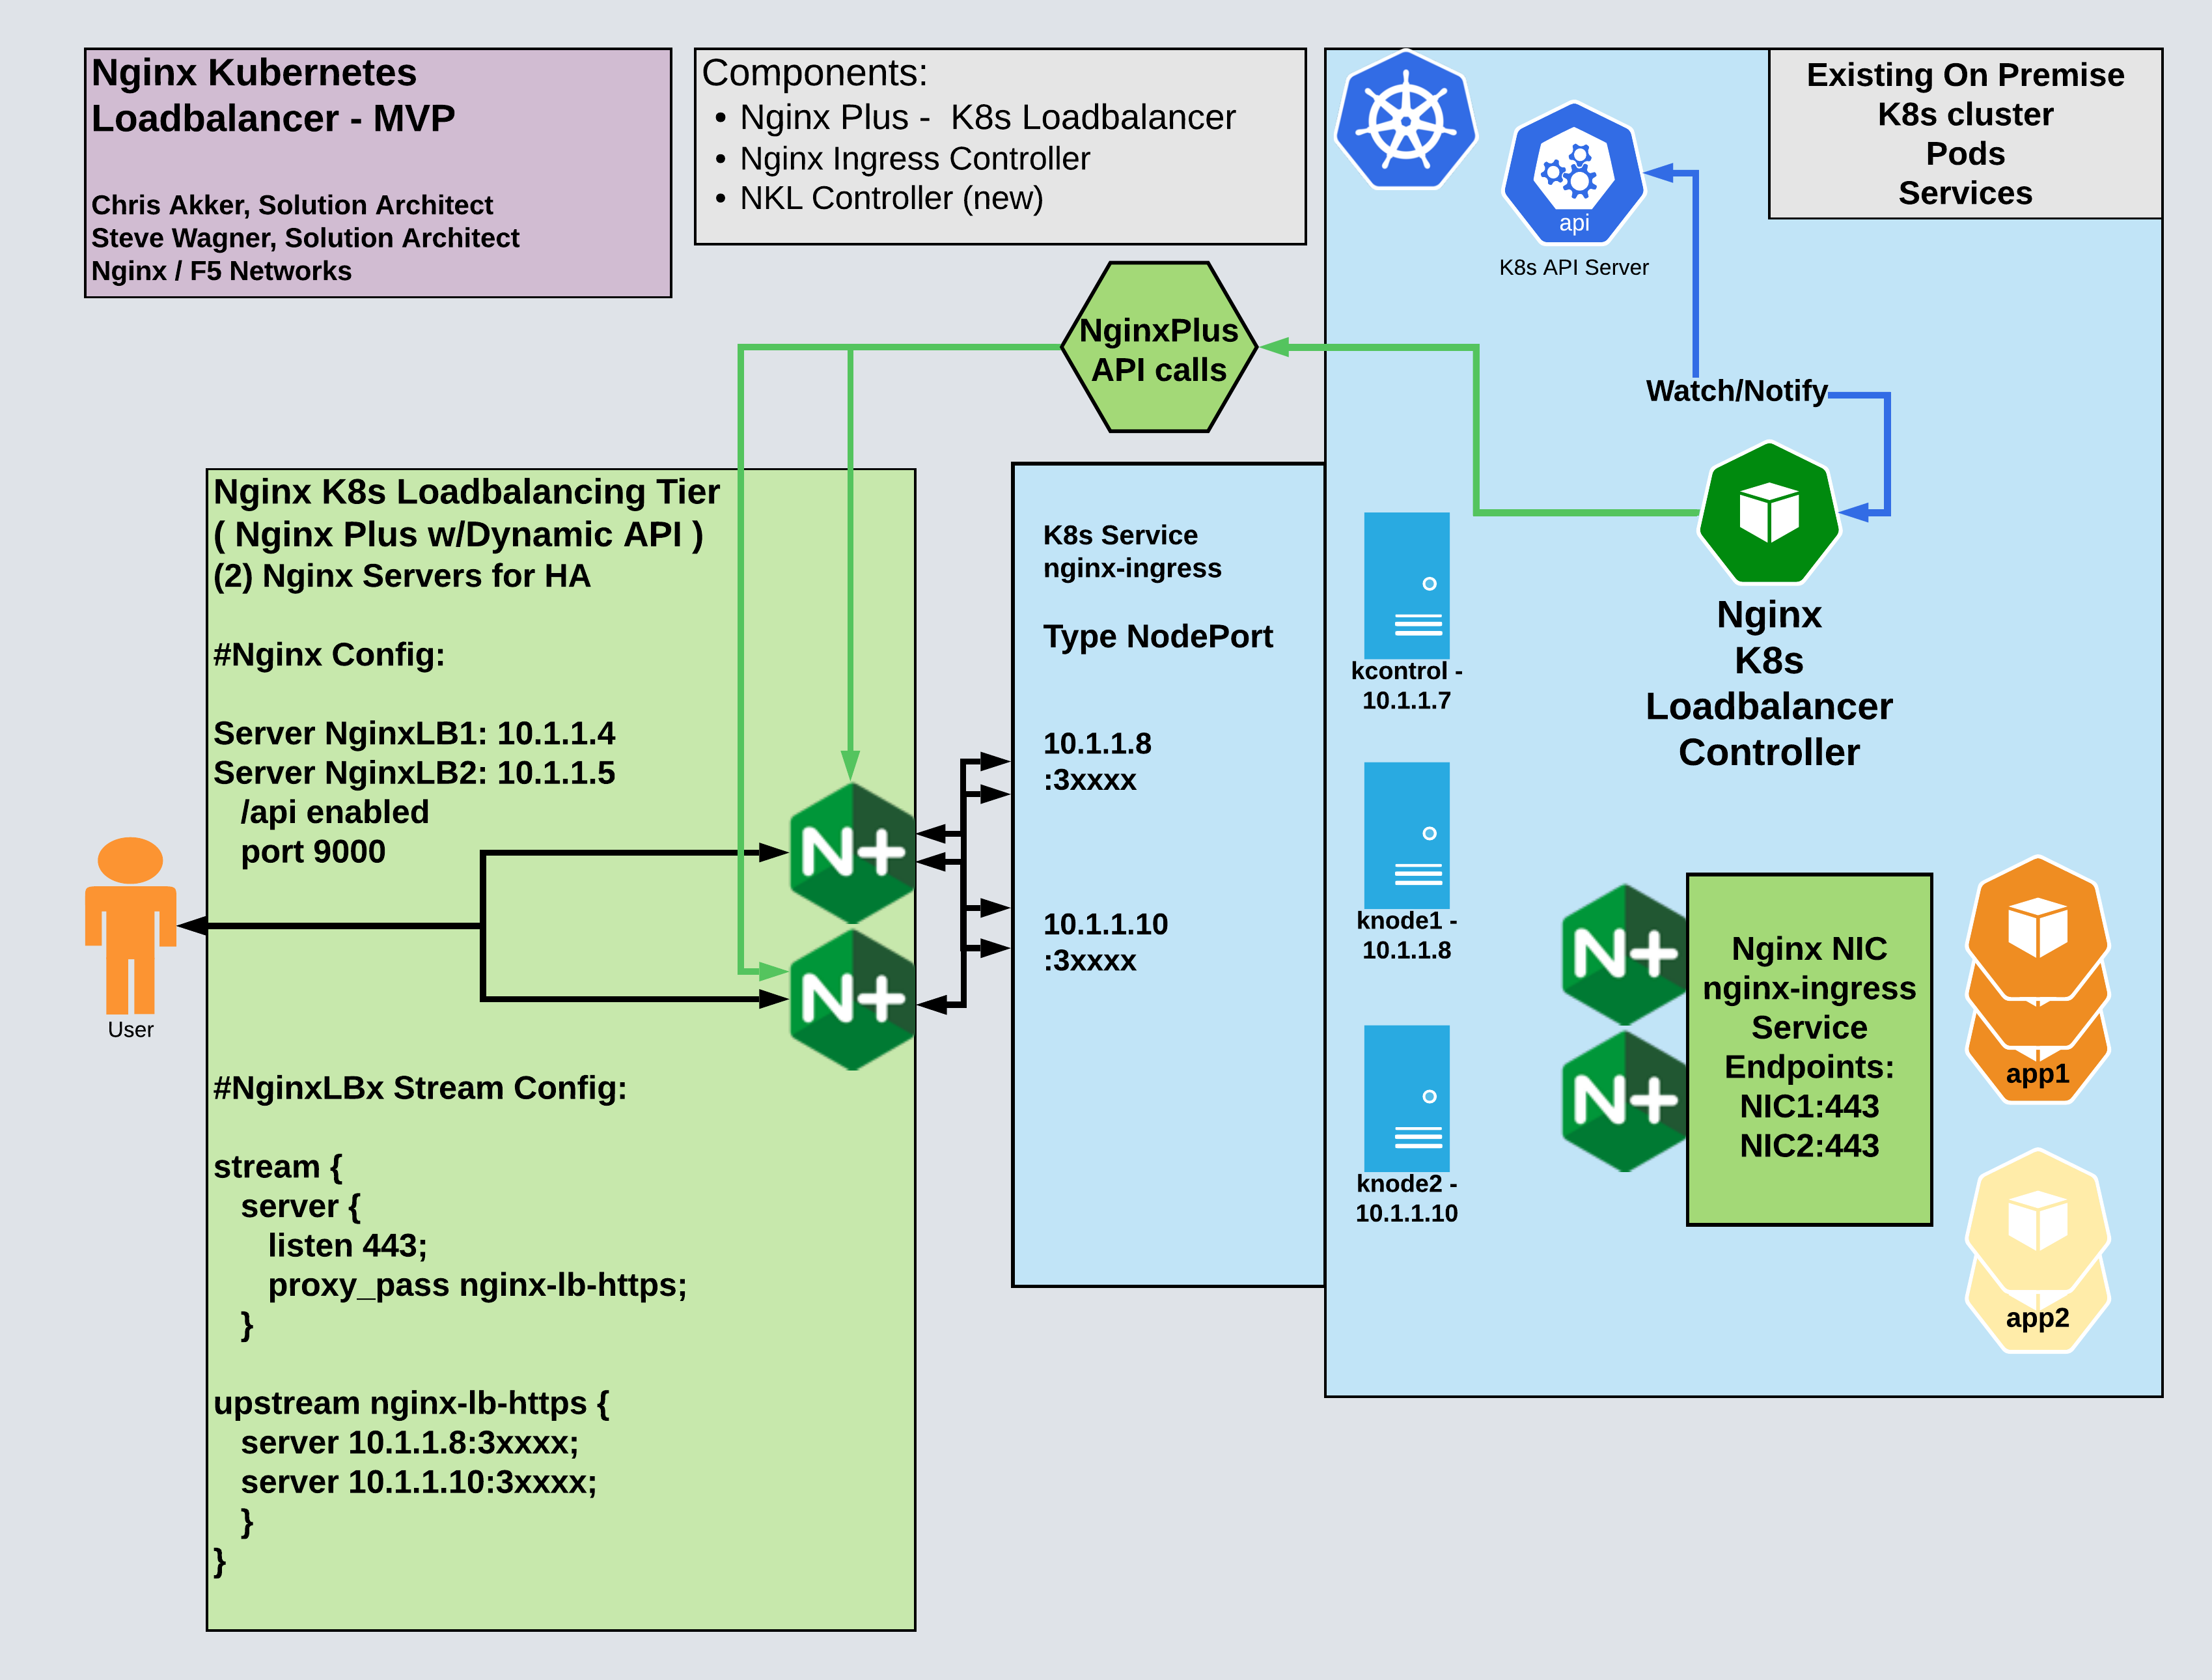 Nginx Kubernetes
Loadbalancer - MVP
Chris Akker, Solution Architect
Steve Wagner, Solution Architect
Nginx / F5 Networks
Components:
• Nginx Plus - K8s Loadbalancer
• Nginx Ingress Controller
• NKL Controller (new)
Existing On Premise
K8s cluster
Pods
Services
api
K8s API Server
NginxPlus
API calls
Watch/Notify
Nginx
K8s
Loadbalancer
Controller
Nginx K8s Loadbalancing Tier
( Nginx Plus w/Dynamic API )
(2) Nginx Servers for HA
#Nginx Config:
Server NginxLB1: 10.1.1.4
Server NginxLB2: 10.1.1.5
/api enabled
port 9000
N+
N+
User
#NginxLBx Stream Config:
stream {
server {
listen 443;
proxy_pass nginx-lb-https;
}
upstream nginx-lb-https {
server 10.1.1.8:3xxxx;
server 10.1.1.10:3xxxx;
}
}
K8s Service
nginx-ingress
Type NodePort
10.1.1.8
:3xxxx
10.1.1.10
:3xxxx
kcontrol -
10.1.1.7
knode1 -
10.1.1.8
knode2 -
10.1.1.10
N+
N+
Nginx NIC
nginx-ingress
Service
Endpoints:
NIC1:443
NIC2:443
app1
app2